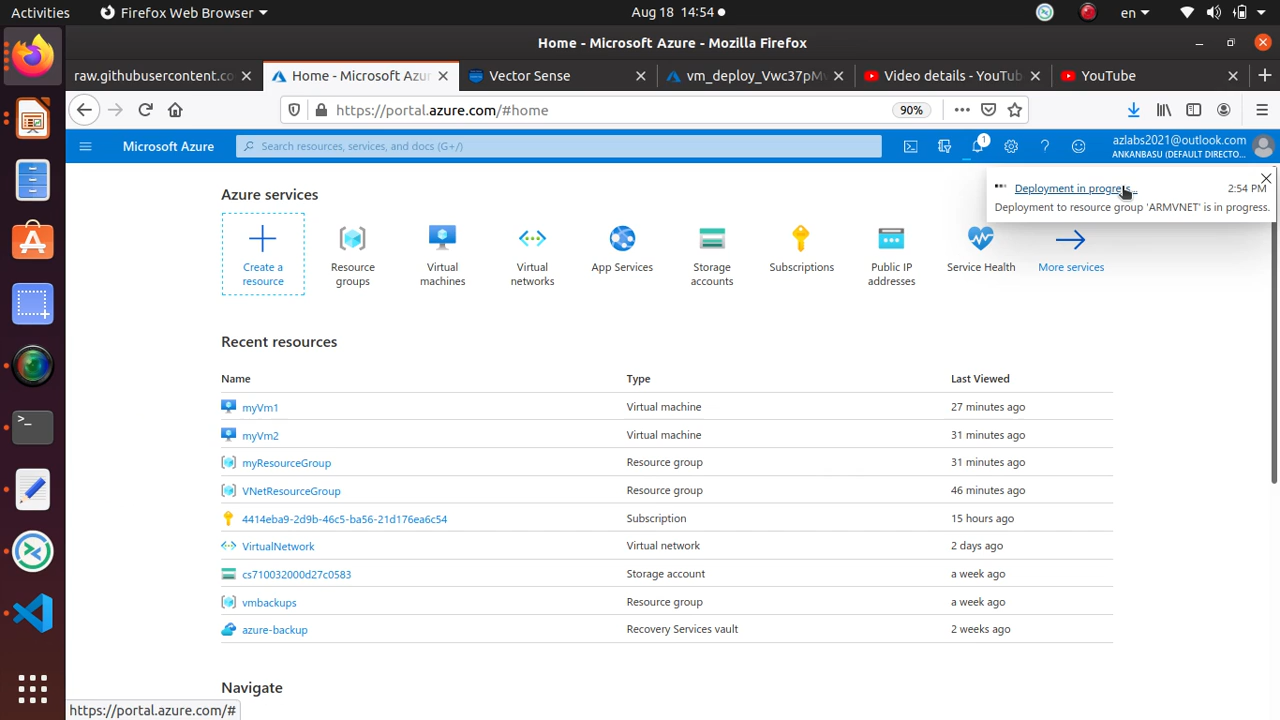 Activities
Firefox Web Browser
Aug 18 14:54
en
Home - Microsoft Azure - Mozilla Firefox
raw.githubusercontent.co
Home - Microsoft Azur
Vector Sense
vm_deploy_Vwc37pMv
Video details - YouTub
YouTube
https://portal.azure.com/#home
90%
Microsoft Azure
Search resources, services, and docs (G+/)
1
azlabs2021@outlook.com
ANKANBASU (DEFAULT DIRECTO...
Deployment in progress...
2:54 PM
Deployment to resource group 'ARMVNET' is in progress.
Azure services
Create a resource
Resource groups
Virtual machines
Virtual networks
App Services
Storage accounts
Subscriptions
Public IP addresses
Service Health
More services
Recent resources
Name Type Last Viewed
myVm1 Virtual machine 27 minutes ago
myVm2 Virtual machine 31 minutes ago
myResourceGroup Resource group 31 minutes ago
VNetResourceGroup Resource group 46 minutes ago
4414eba9-2d9b-46c5-ba56-21d176ea6c54 Subscription 15 hours ago
VirtualNetwork Virtual network 2 days ago
cs710032000d27c0583 Storage account a week ago
vmbackups Resource group a week ago
azure-backup Recovery Services vault 2 weeks ago
Navigate
https://portal.azure.com/#